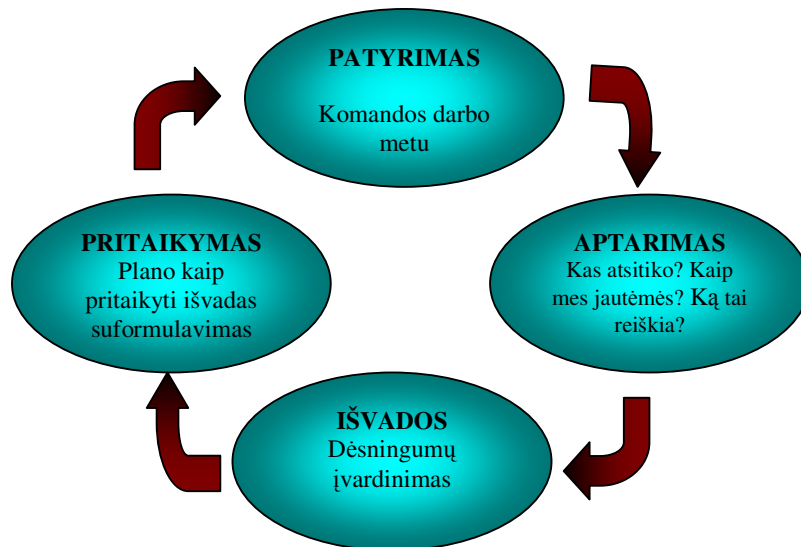 PATYRIMAS
Komandos darbo
metu
APTARIMAS
Kas atsitiko? Kaip
mes jautėmės? Ką tai
reiškia?
IŠVADOS
Dėsningumų
įvardinimas
PRITAIKYMAS
Plano kaip
pritaikyti išvadas
suformulavimas